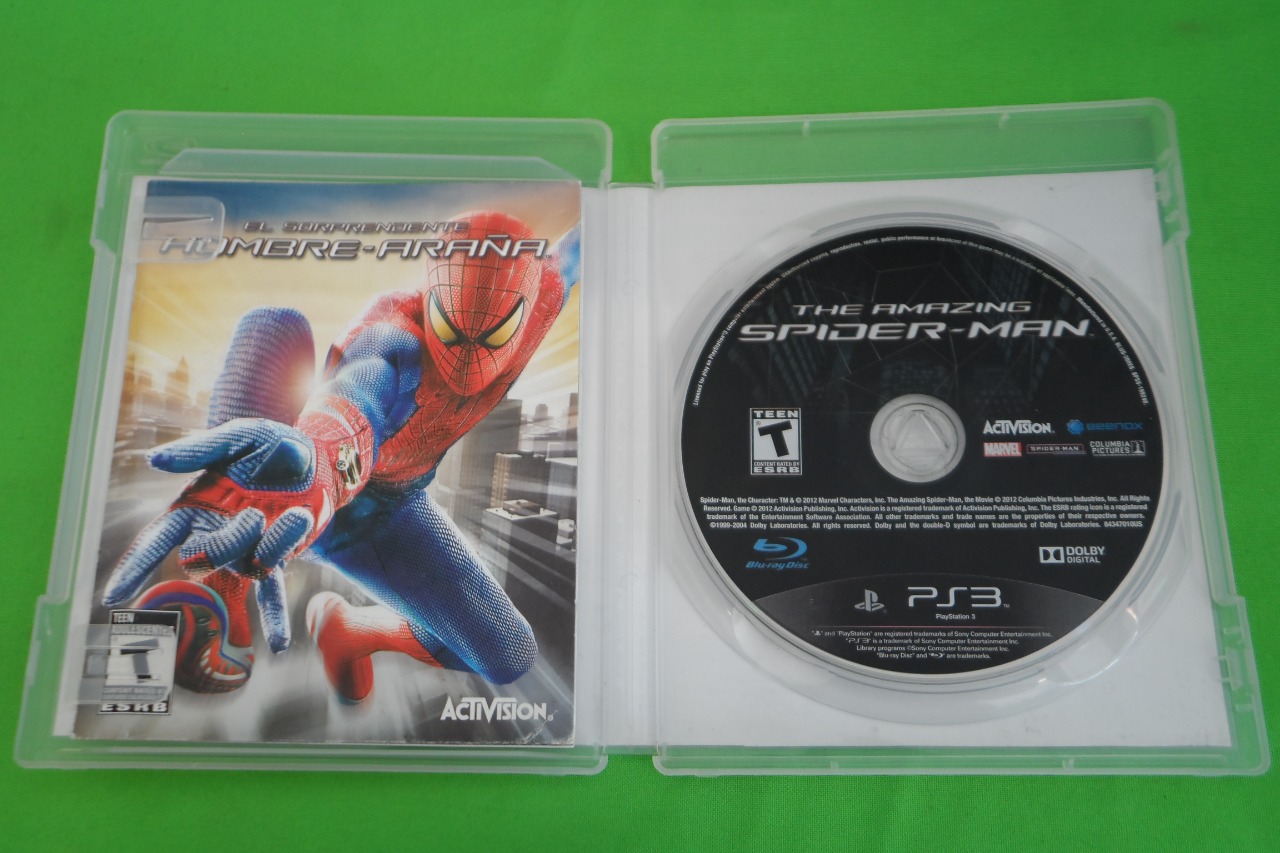 EL SORPRENDENTE
HOMBRE-ARAÑA
TEEN
ADOLESCENTES
T
CONTENT RATED BY
ESRB
ACTIVISION
THE AMAZING
SPIDER-MAN
TEEN
T
CONTENT RATED BY
ESRB
ACTIVISION
BEENOX
MARVEL
SPIDER-MAN
COLUMBIA
PICTURES
Spider-Man, the Character: TM & © 2012 Marvel Characters, Inc. The Amazing Spider-Man, the Movie © 2012 Columbia Pictures Industries, Inc. All Rights
Reserved. Game © 2012 Activision Publishing, Inc. Activision is a registered trademark of Activision Publishing, Inc. The ESRB rating icon is a registered
trademark of the Entertainment Software Association. All other trademarks and trade names are the properties of their respective owners.
©1999-2004 Dolby Laboratories. All rights reserved. Dolby and the double-D symbol are trademarks of Dolby Laboratories. 84347010US
Blu-ray Disc
DOLBY
DIGITAL
PS3™
PlayStation 3
and "PlayStation" are registered trademarks of Sony Computer Entertainment Inc.
"PS3" is a trademark of Sony Computer Entertainment Inc.
Library programs ©Sony Computer Entertainment Inc.
"Blu-ray Disc" and are trademarks.